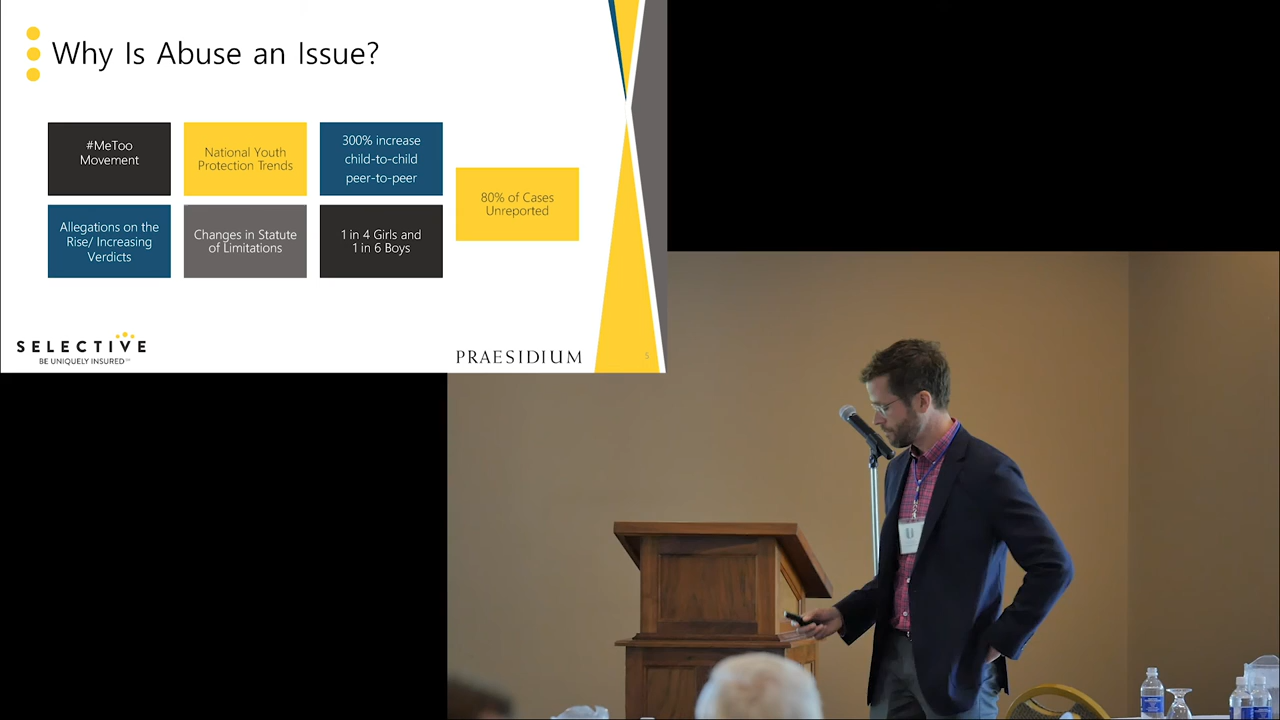 Why Is Abuse an Issue?
#MeToo
Movement
National Youth
Protection Trends
300% increase
child-to-child
peer-to-peer
80% of Cases
Unreported
Allegations on the
Rise/ Increasing
Verdicts
Changes in Statute
of Limitations
1 in 4 Girls and
1 in 6 Boys
SELECTIVE
BE UNIQUELY INSURED
PRAESIDIUM
5